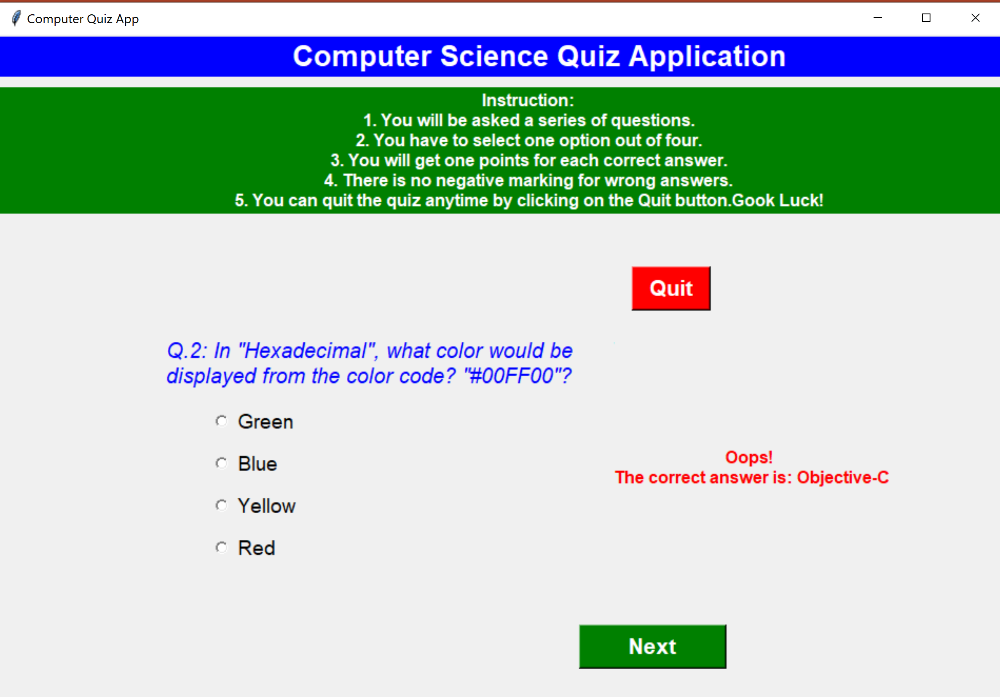 Computer Quiz App
Computer Science Quiz Application
Instruction:
1. You will be asked a series of questions.
2. You have to select one option out of four.
3. You will get one points for each correct answer.
4. There is no negative marking for wrong answers.
5. You can quit the quiz anytime by clicking on the Quit button.Gook Luck!
Quit
Q.2: In "Hexadecimal", what color would be
displayed from the color code? "#00FF00"?
Green
Blue
Yellow
Red
Oops!
The correct answer is: Objective-C
Next